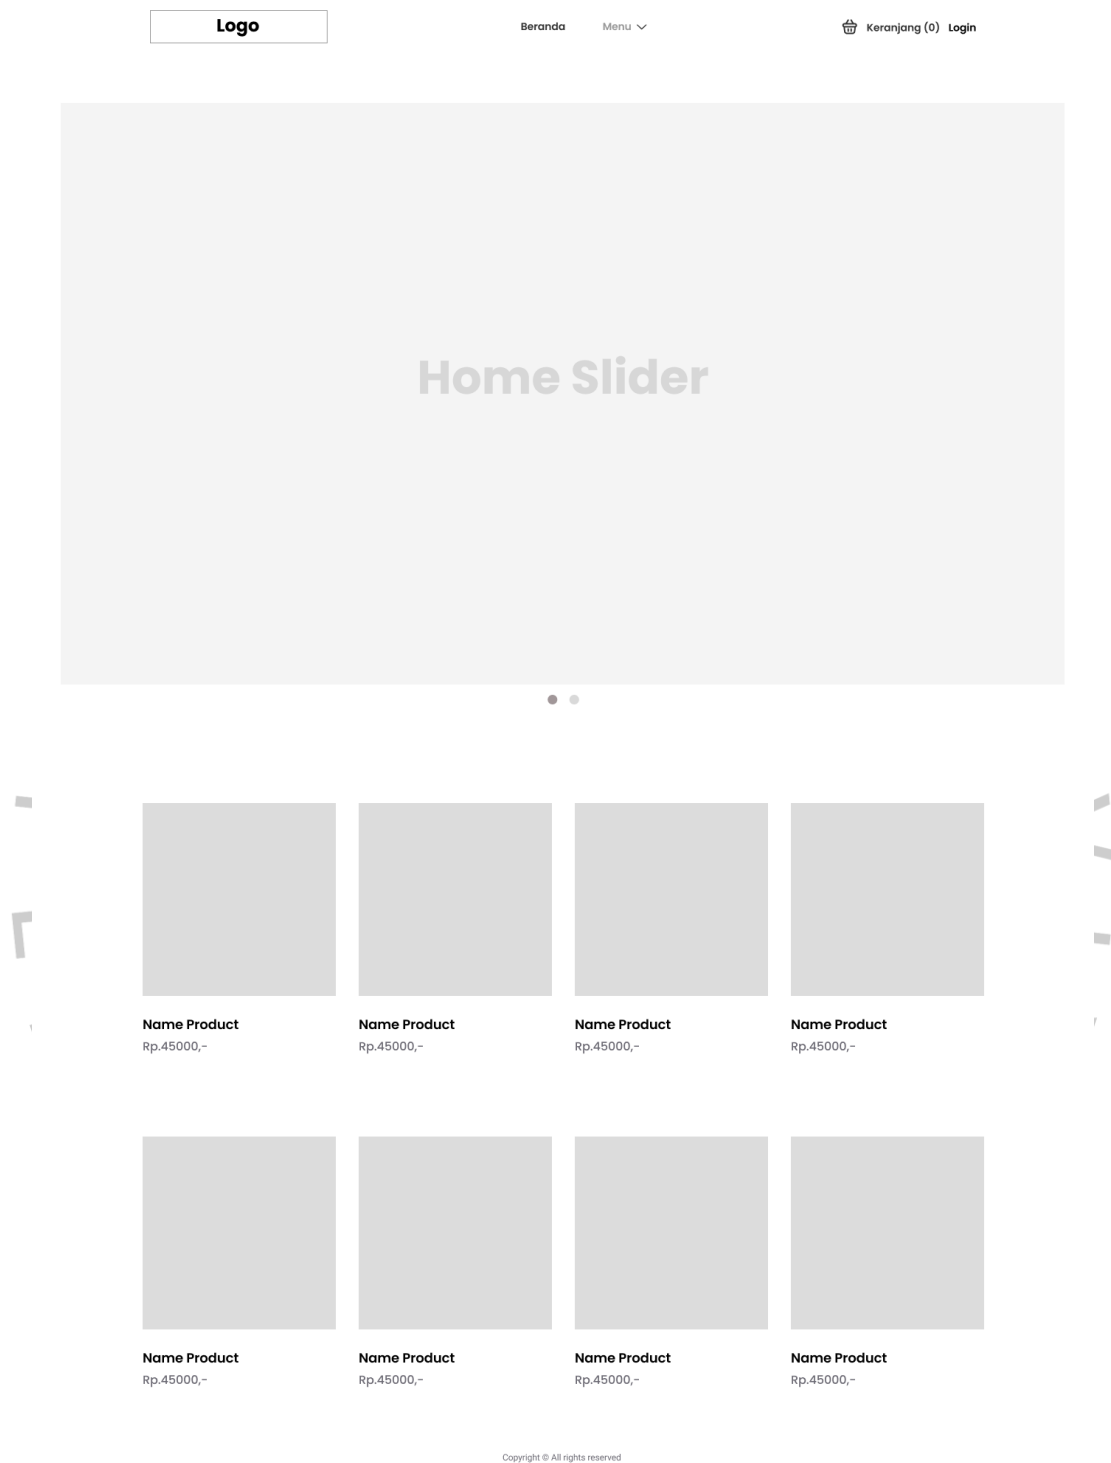 Logo
Beranda
Menu
Keranjang (0)
Login
Home Slider
Name Product
Rp.45000,-
Name Product
Rp.45000,-
Name Product
Rp.45000,-
Name Product
Rp.45000,-
Name Product
Rp.45000,-
Name Product
Rp.45000,-
Name Product
Rp.45000,-
Name Product
Rp.45000,-
Copyright © All rights reserved